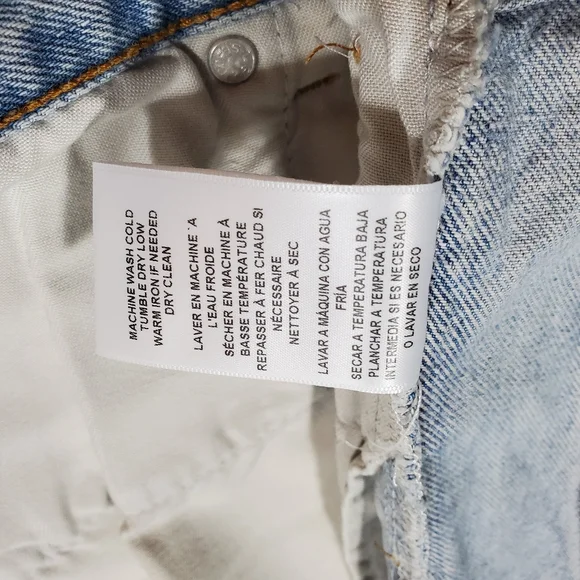 MACHINE WASH COLD
TUMBLE DRY LOW
WARM IRON IF NEEDED
DRY CLEAN
LAVER EN MACHINE `A
L'EAU FROIDE
SÉCHER EN MACHINE À
BASSE TEMPÉRATURE
REPASSER À FER CHAUD SI
NÉCESSAIRE
NETTOYER À SEC
LAVAR A MÁQUINA CON AGUA
FRÍA
SECAR A TEMPERATURA BAJA
PLANCHAR A TEMPERATURA
INTERMEDIA SI ES NECESARIO
O LAVAR EN SECO